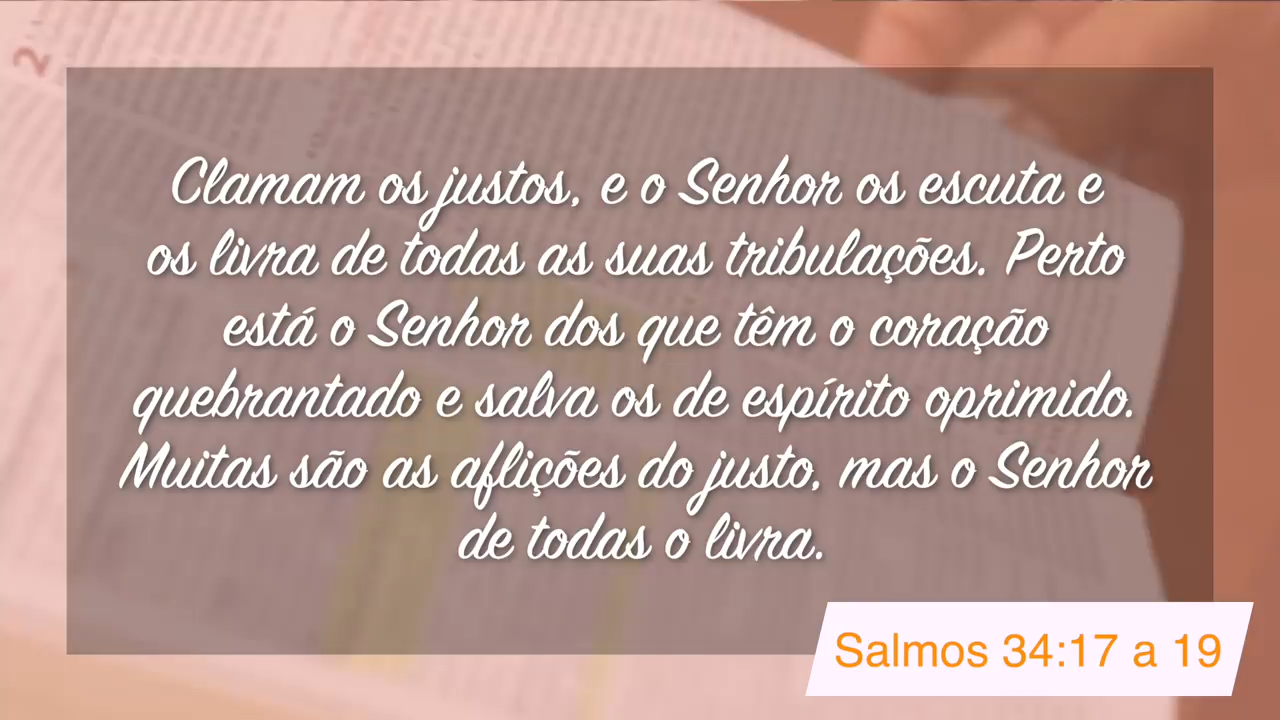 2
Clamam os justos, e o Senhor os escuta e
os livra de todas as suas tribulações. Perto
está o Senhor dos que têm o coração
quebrantado e salva os de espírito oprimido.
Muitas são as aflições do justo, mas o Senhor
de todas o livra.
Salmos 34:17 a 19